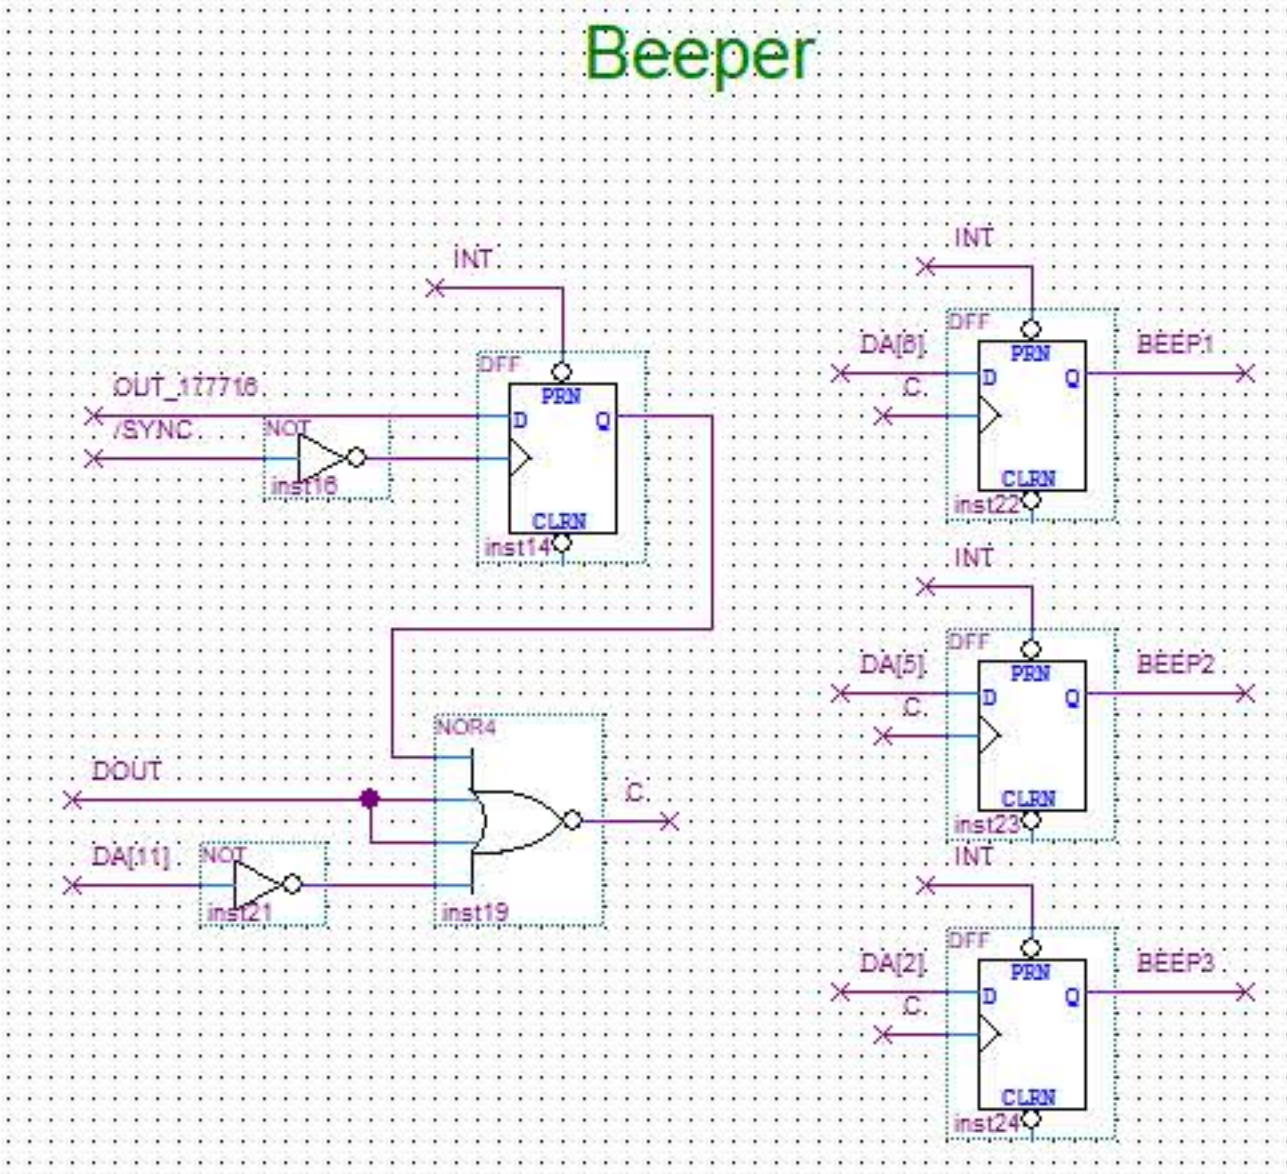 Beeper
INT
DFF
PRN
OUT_177716
D
Q
/SYNC
NOT
inst16
CLRN
inst14
NOR4
DOUT
C
DA[11]
NOT
inst21
inst19
INT
DFF
PRN
DA[6]
D
Q
BEEP1
C
CLRN
inst22
INT
DFF
PRN
DA[5]
D
Q
BEEP2
C
CLRN
inst23
INT
DFF
PRN
DA[2]
D
Q
BEEP3
C
CLRN
inst24